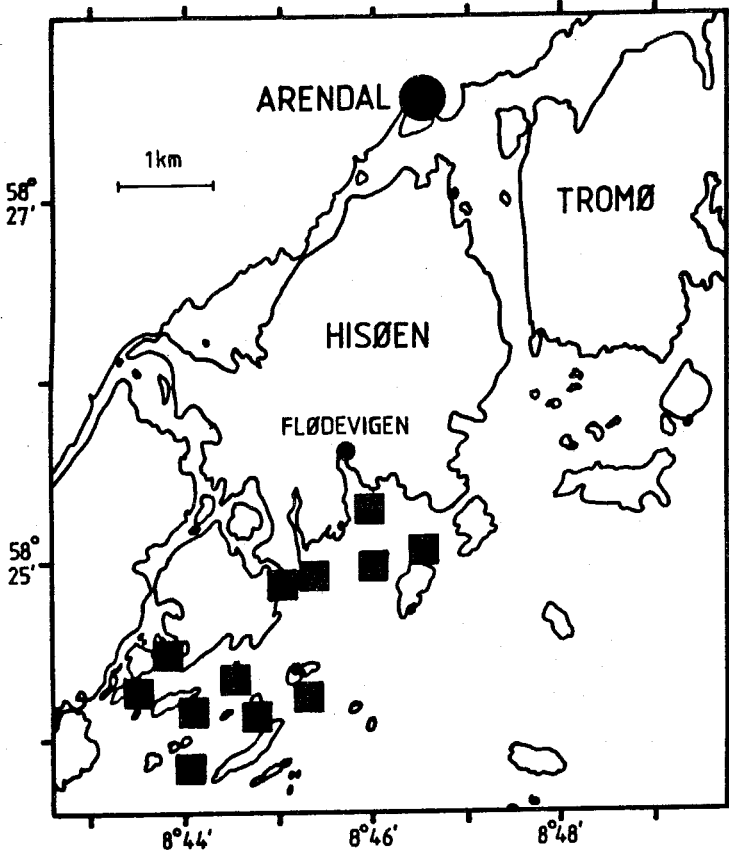 ARENDAL
1km
58°
27'
TROMØ
HISØEN
FLØDEVIGEN
58°
25'
8°44' 8°46' 8°48'